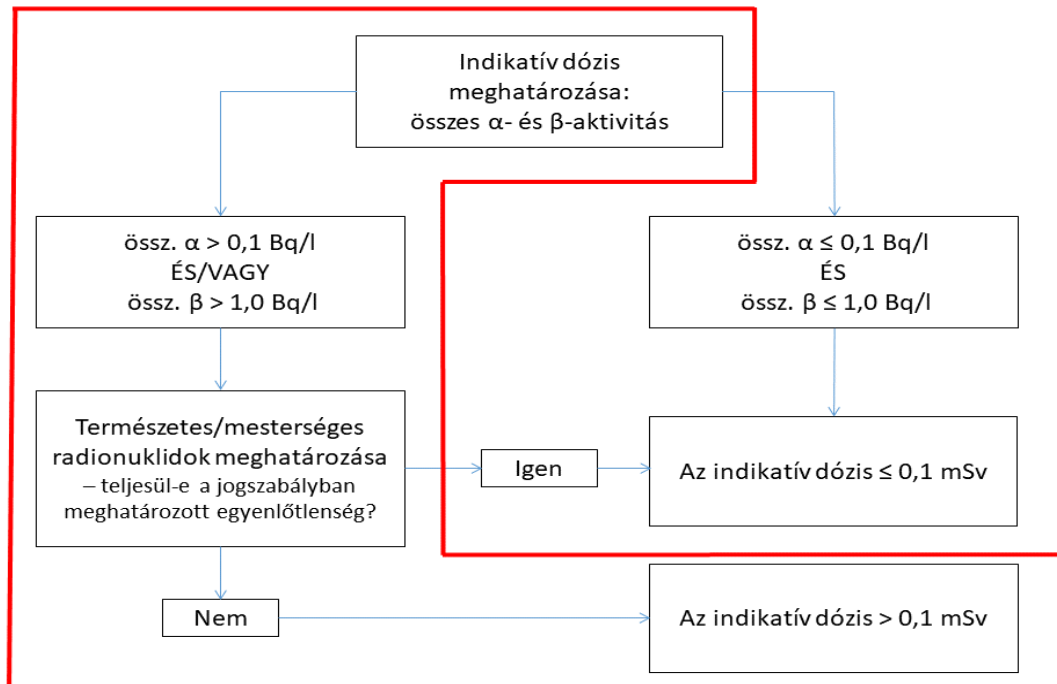 Indikatív dózis
meghatározása:
összes α- és β-aktivitás
össz. α > 0,1 Bq/l
ÉS/VAGY
össz. β > 1,0 Bq/l
össz. α ≤ 0,1 Bq/l
ÉS
össz. β ≤ 1,0 Bq/l
Természetes/mesterséges
radionuklidok meghatározása
– teljesül-e a jogszabályban
meghatározott egyenlőtlenség?
Igen
Az indikatív dózis ≤ 0,1 mSv
Nem
Az indikatív dózis > 0,1 mSv